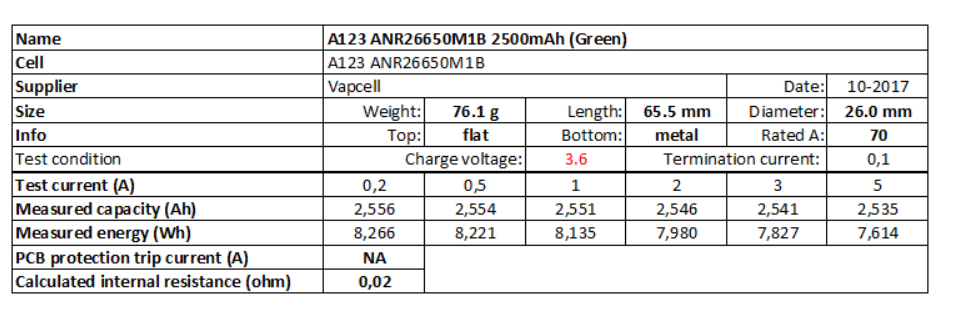 Name A123 ANR26650M1B 2500mAh (Green)
Cell A123 ANR26650M1B
Supplier Vapcell Date: 10-2017
Size Weight: 76.1 g Length: 65.5 mm Diameter: 26.0 mm
Info Top: flat Bottom: metal Rated A: 70
Test condition Charge voltage: 3.6 Termination current: 0,1
Test current (A) 0,2 0,5 1 2 3 5
Measured capacity (Ah) 2,556 2,554 2,551 2,546 2,541 2,535
Measured energy (Wh) 8,266 8,221 8,135 7,980 7,827 7,614
PCB protection trip current (A) NA
Calculated internal resistance (ohm) 0,02